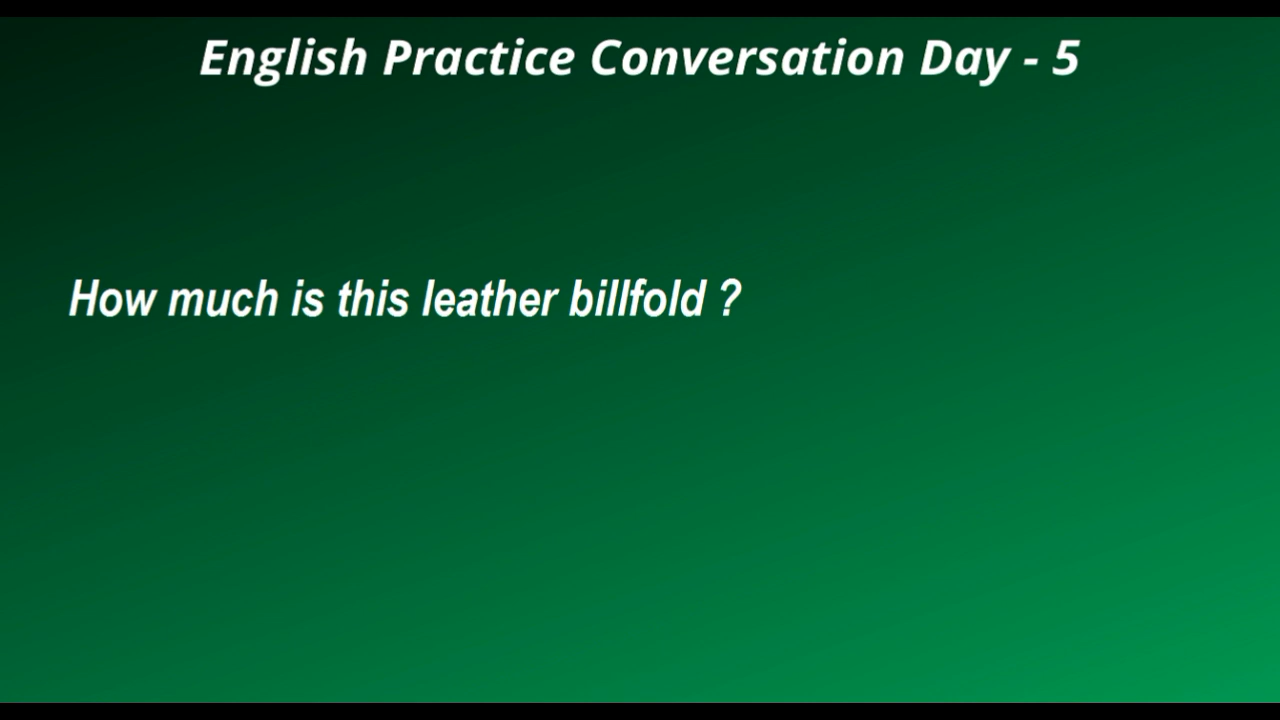 English Practice Conversation Day - 5
How much is this leather billfold ?